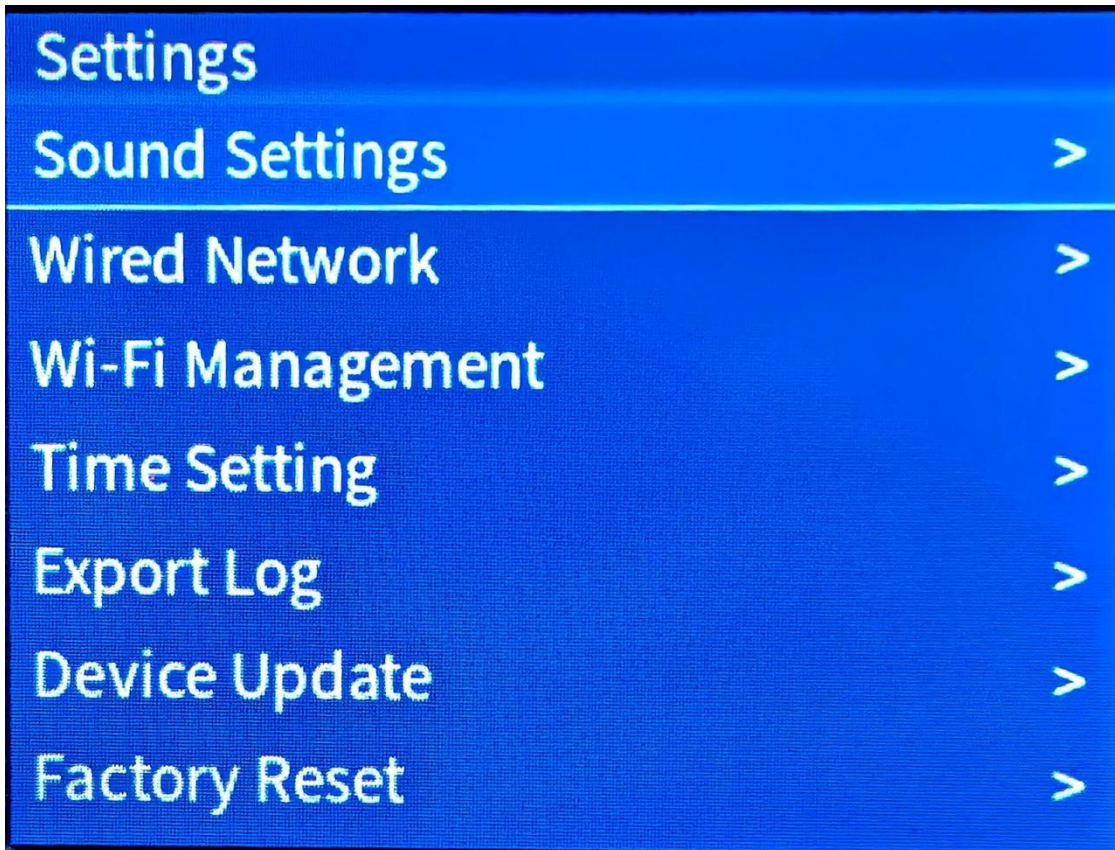 Settings
Sound Settings >
Wired Network >
Wi-Fi Management >
Time Setting >
Export Log >
Device Update >
Factory Reset >